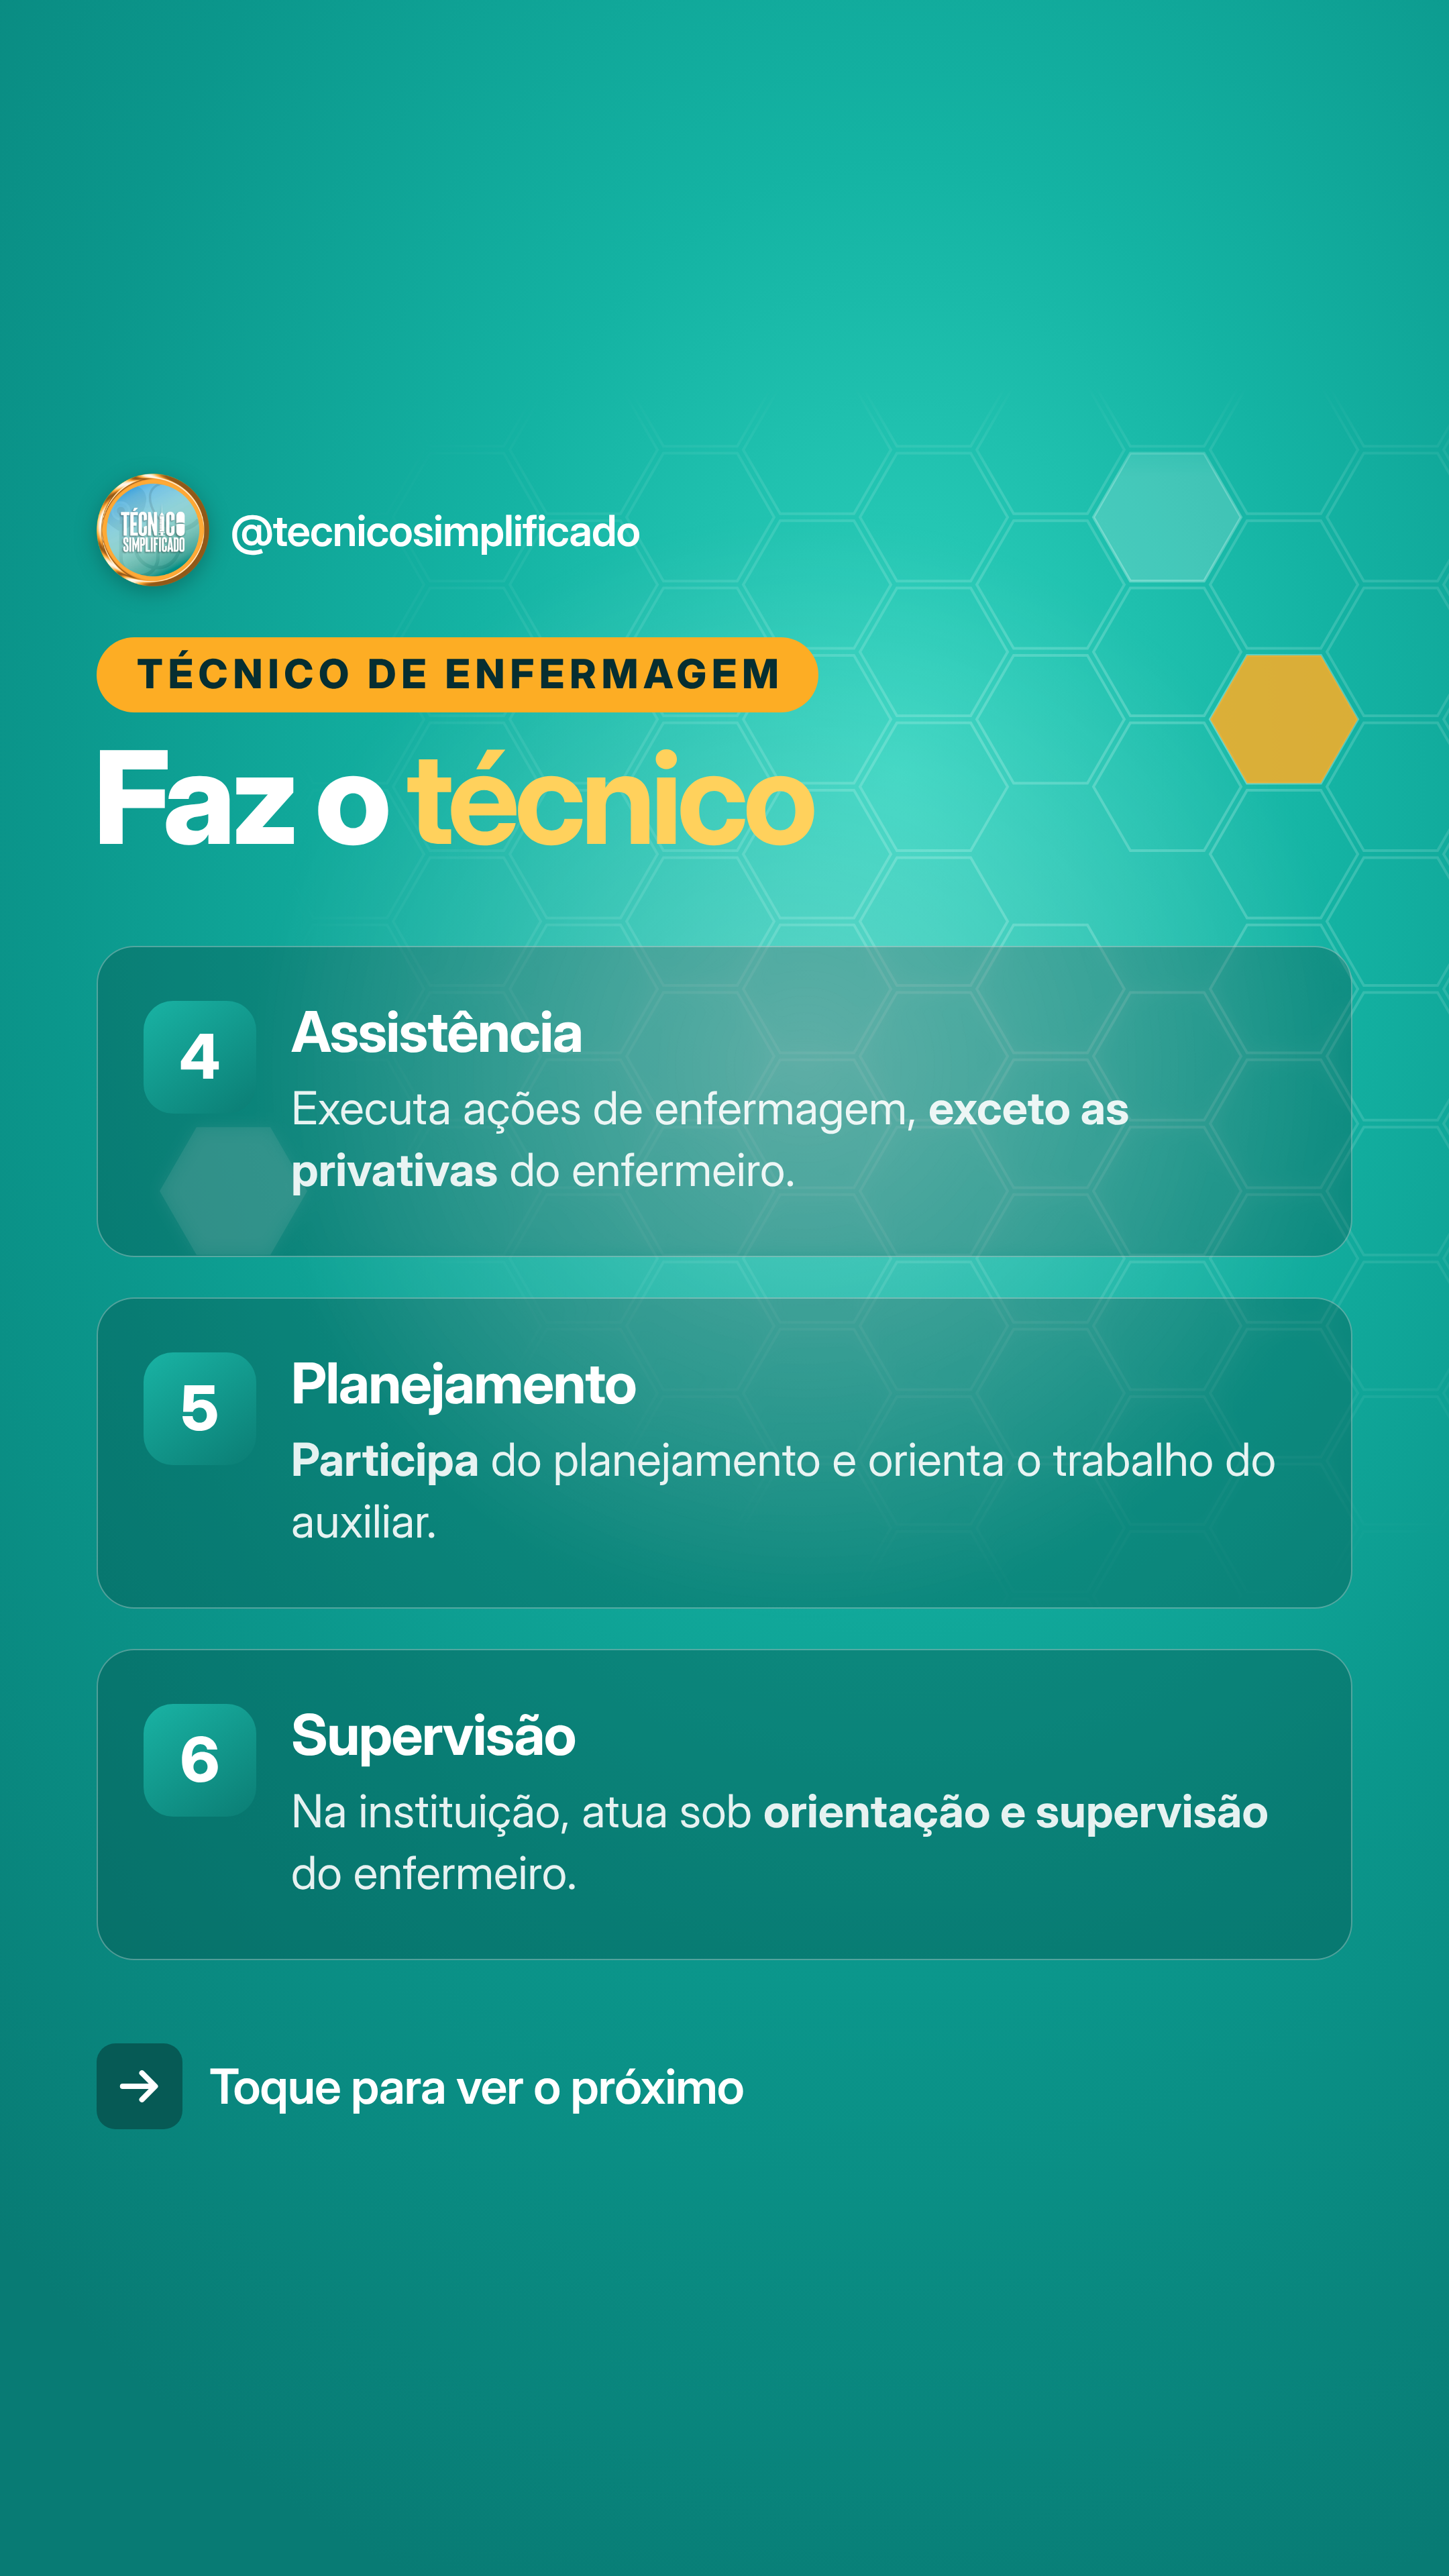 TÉCNICO
SIMPLIFICADO
@tecnicosimplificado
TÉCNICO DE ENFERMAGEM
Faz o técnico
4
Assistência
Executa ações de enfermagem, exceto as
privativas do enfermeiro.
5
Planejamento
Participa do planejamento e orienta o trabalho do
auxiliar.
6
Supervisão
Na instituição, atua sob orientação e supervisão
do enfermeiro.
Toque para ver o próximo